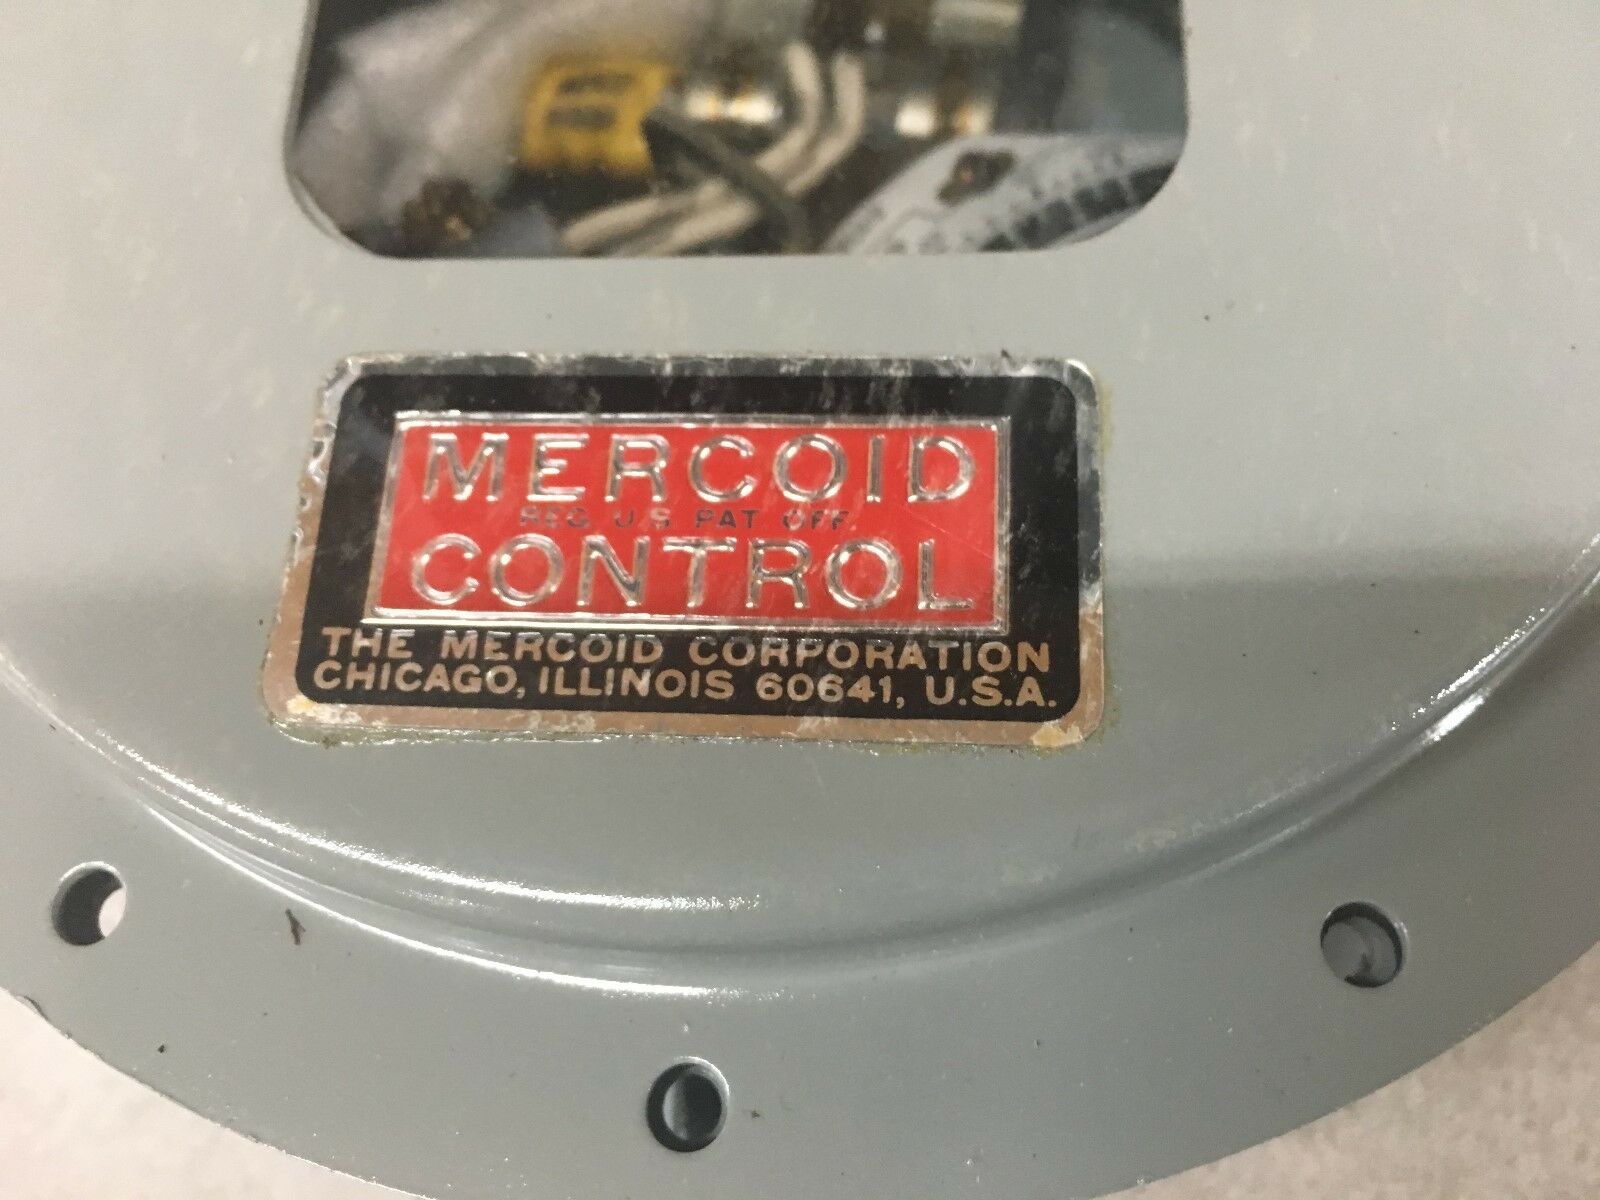 MERCOID
REG. U.S. PAT. OFF.
CONTROL
THE MERCOID CORPORATION
CHICAGO, ILLINOIS 60641, U.S.A.